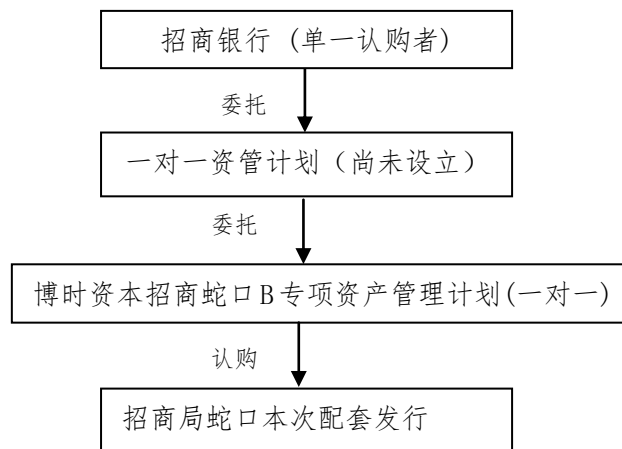 招商银行 (单一认购者)
委托
一对一资管计划（尚未设立）
委托
博时资本招商蛇口B专项资产管理计划(一对一)
认购
招商局蛇口本次配套发行